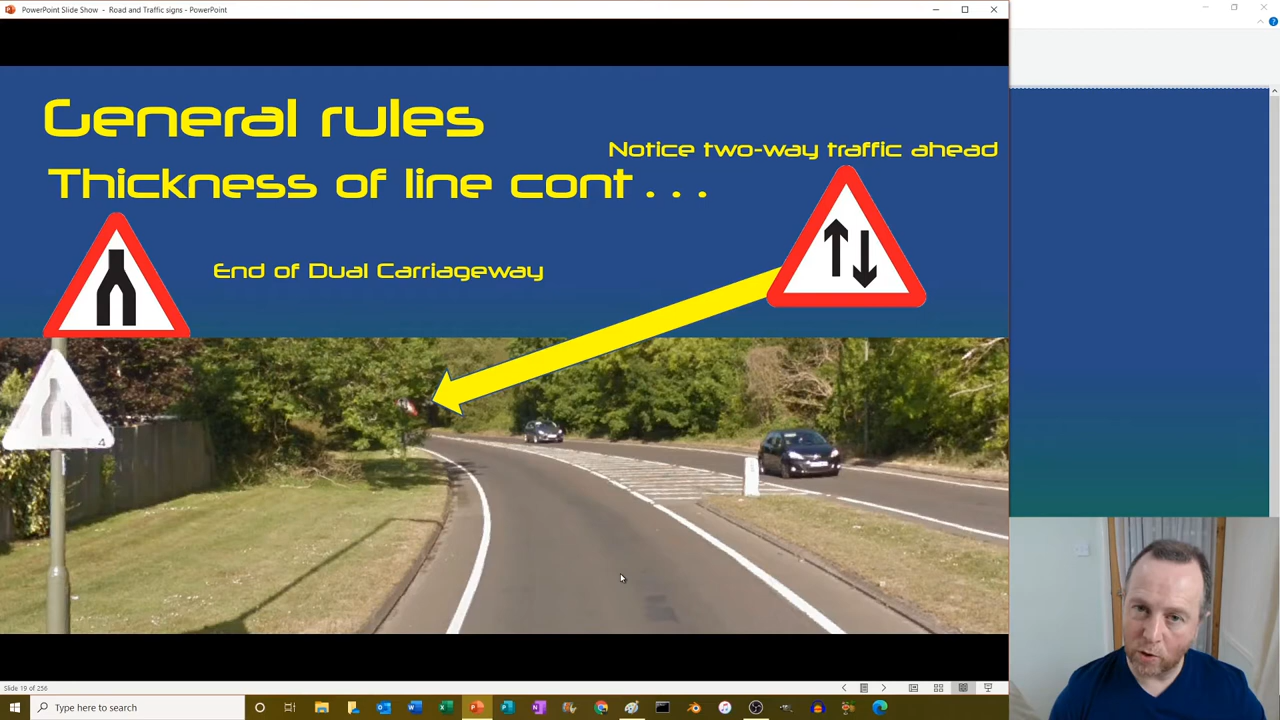 PowerPoint Slide Show - Road and Traffic signs - PowerPoint
General rules
Notice two-way traffic ahead
Thickness of line cont . . .
End of Dual Carriageway
4
Slide 19 of 256
Type here to search